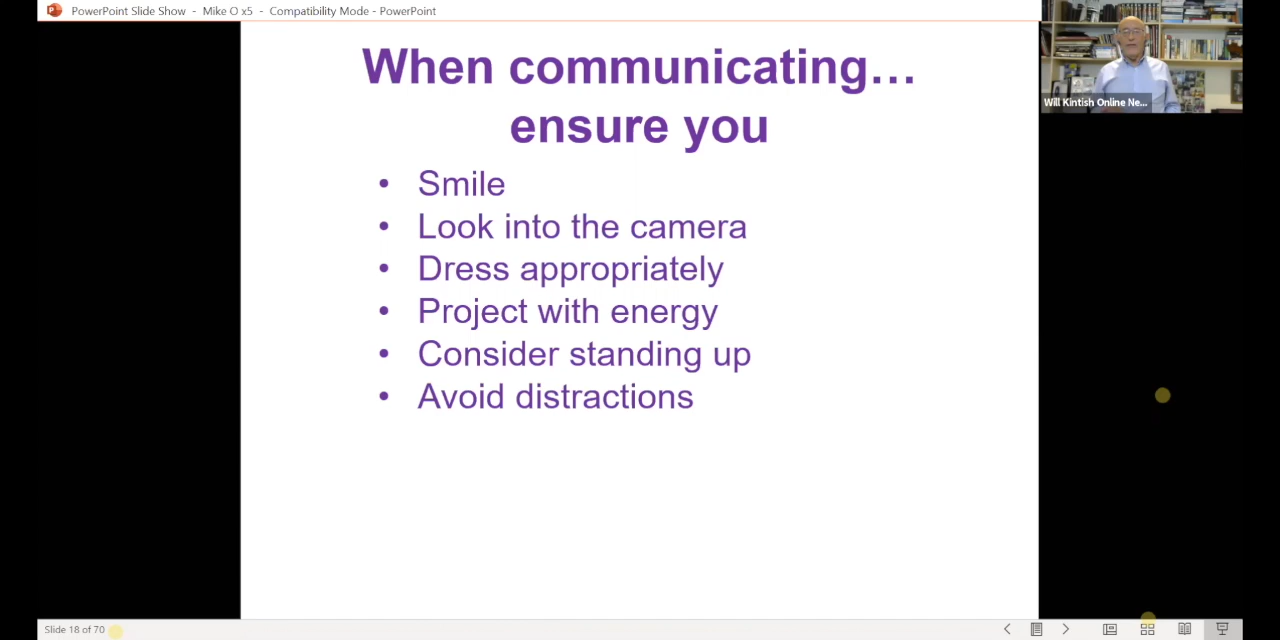 PowerPoint Slide Show - Mike O x5 - Compatibility Mode - PowerPoint
When communicating…
ensure you
• Smile
• Look into the camera
• Dress appropriately
• Project with energy
• Consider standing up
• Avoid distractions
Will Kintish Online Ne...
Slide 18 of 70